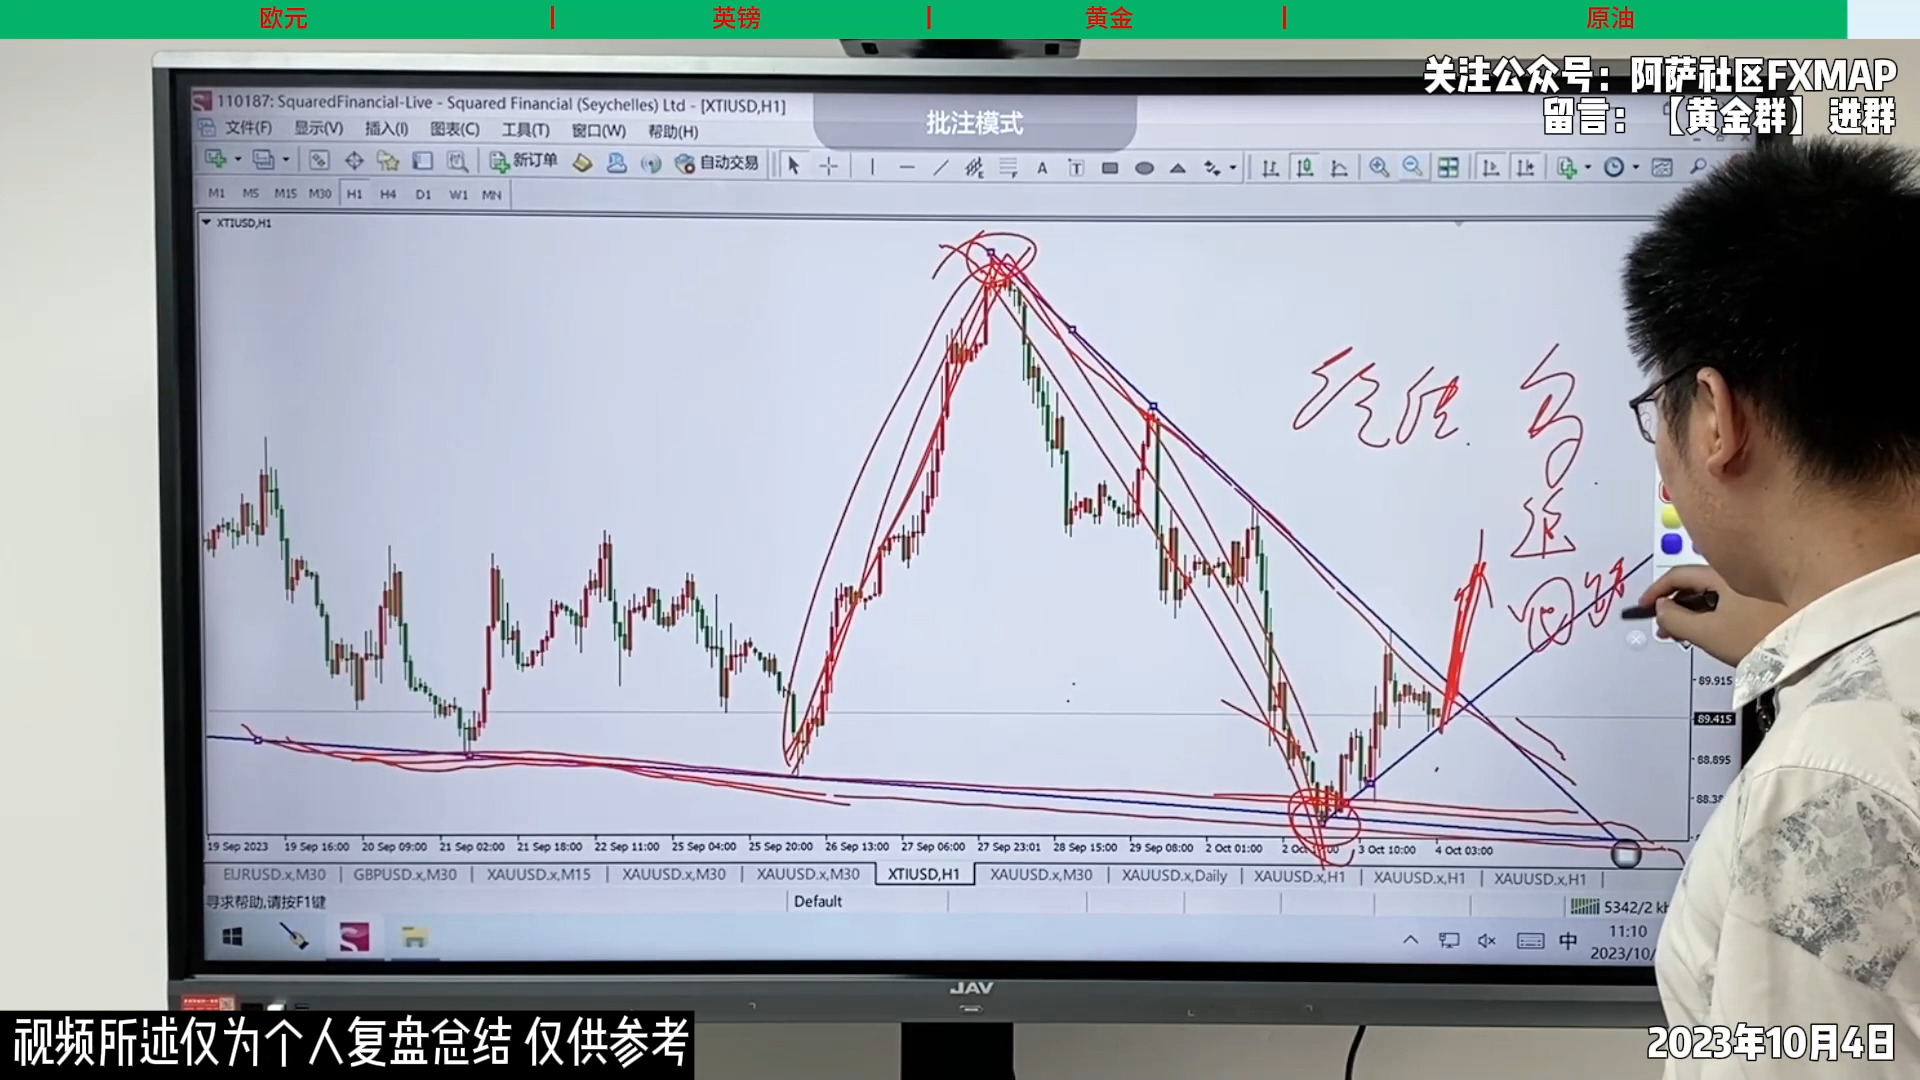 欧元 | 英镑 | 黄金 | 原油
关注公众号：阿萨社区FXMAP
留言：【黄金群】进群
110187: SquaredFinancial-Live - Squared Financial (Seychelles) Ltd - [XTIUSD,H1]
批注模式
文件(F) 显示(V) 插入(I) 图表(C) 工具(T) 窗口(W) 帮助(H)
新订单 自动交易
M1 M5 M15 M30 H1 H4 D1 W1 MN
XTIUSD,H1
89.915
89.415
88.895
19 Sep 2023 19 Sep 16:00 20 Sep 09:00 21 Sep 02:00 21 Sep 18:00 22 Sep 11:00 25 Sep 04:00 25 Sep 20:00 26 Sep 13:00 27 Sep 06:00 27 Sep 23:01 28 Sep 15:00 29 Sep 08:00 2 Oct 01:00 3 Oct 10:00 4 Oct 03:00
EURUSD.x,M30 GBPUSD.x,M30 XAUUSD.x,M15 XAUUSD.x,M30 XAUUSD.x,M30 XTIUSD,H1 XAUUSD.x,M30 XAUUSD.x,Daily XAUUSD.x,H1 XAUUSD.x,H1 XAUUSD.x,H1
寻求帮助,请按F1键 Default 5342/2 kb
中 11:10
2023/10/
JAV
视频所述仅为个人复盘总结 仅供参考
2023年10月4日